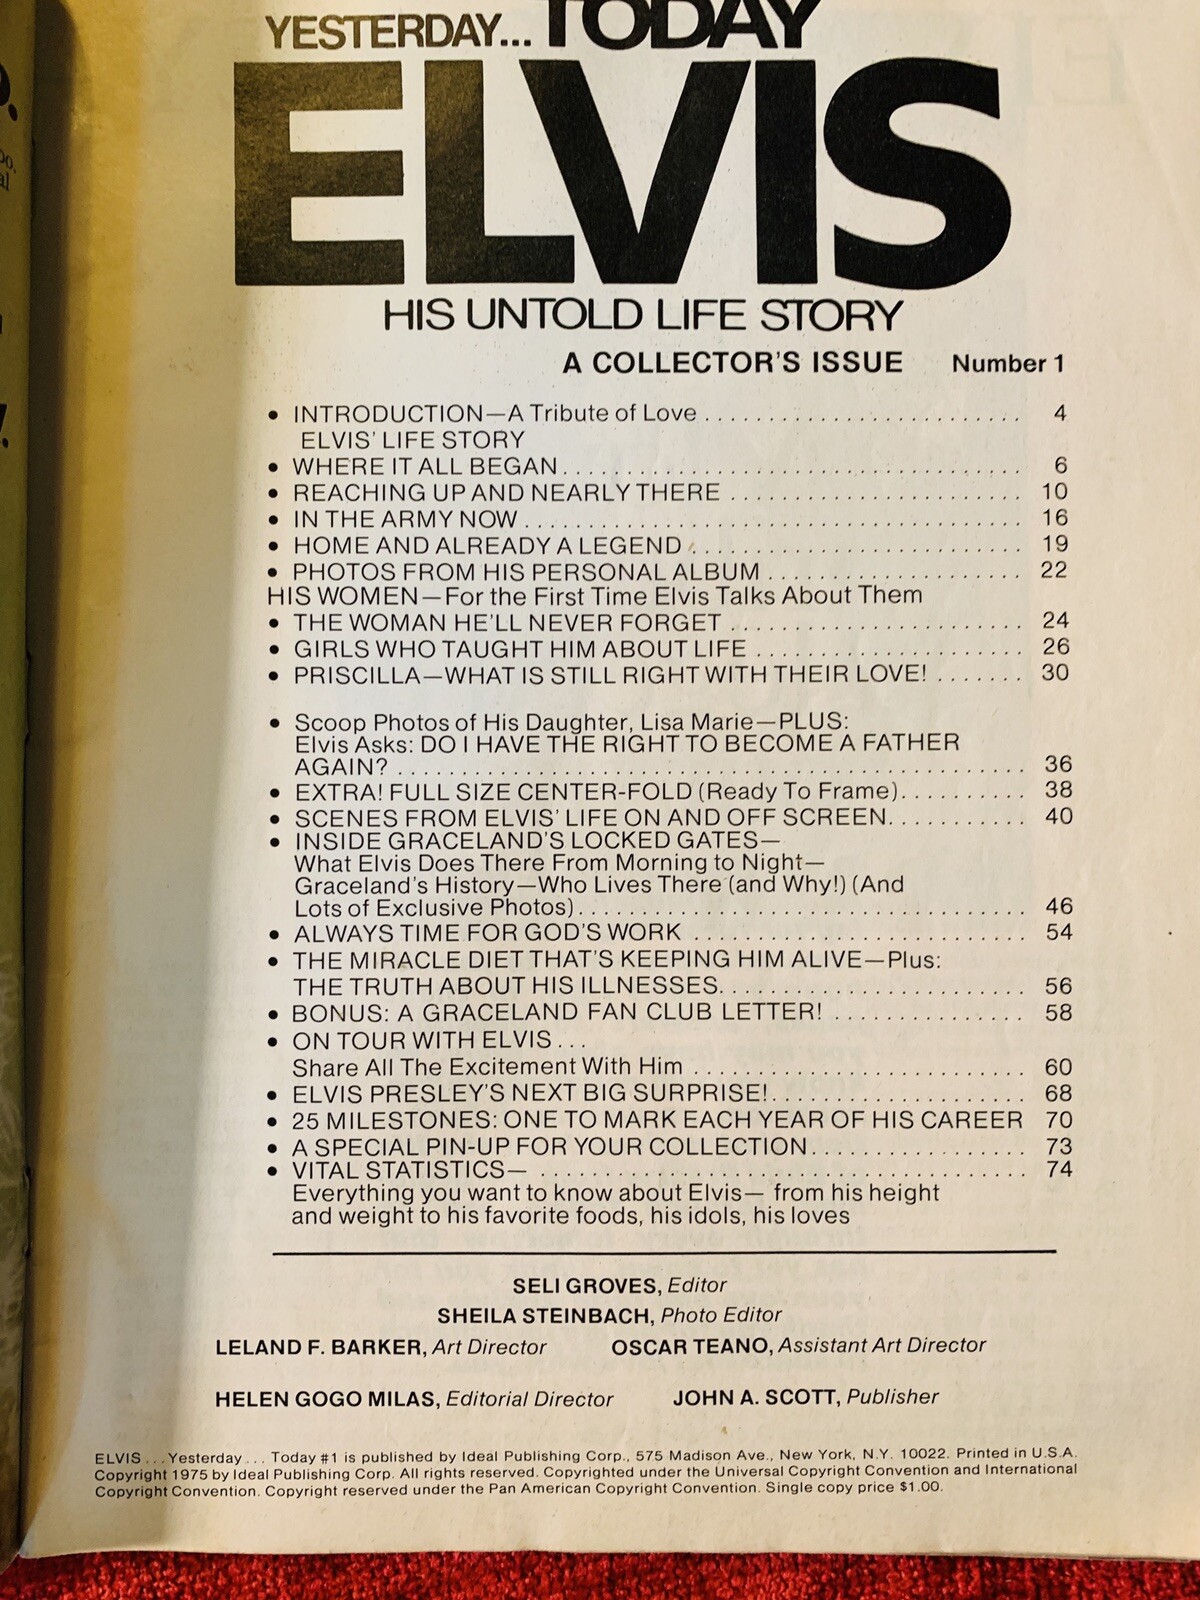 YESTERDAY... TODAY
ELVIS
HIS UNTOLD LIFE STORY
A COLLECTOR'S ISSUE Number 1
• INTRODUCTION—A Tribute of Love ........................ 4
ELVIS' LIFE STORY
• WHERE IT ALL BEGAN ................................... 6
• REACHING UP AND NEARLY THERE ....................... 10
• IN THE ARMY NOW ...................................... 16
• HOME AND ALREADY A LEGEND .......................... 19
• PHOTOS FROM HIS PERSONAL ALBUM .................... 22
HIS WOMEN—For the First Time Elvis Talks About Them
• THE WOMAN HE'LL NEVER FORGET ....................... 24
• GIRLS WHO TAUGHT HIM ABOUT LIFE ..................... 26
• PRISCILLA—WHAT IS STILL RIGHT WITH THEIR LOVE! ....... 30
• Scoop Photos of His Daughter, Lisa Marie—PLUS:
Elvis Asks: DO I HAVE THE RIGHT TO BECOME A FATHER
AGAIN? ................................................ 36
• EXTRA! FULL SIZE CENTER-FOLD (Ready To Frame) .......... 38
• SCENES FROM ELVIS' LIFE ON AND OFF SCREEN ........... 40
• INSIDE GRACELAND'S LOCKED GATES—
What Elvis Does There From Morning to Night—
Graceland's History—Who Lives There (and Why!) (And
Lots of Exclusive Photos) ................................... 46
• ALWAYS TIME FOR GOD'S WORK .......................... 54
• THE MIRACLE DIET THAT'S KEEPING HIM ALIVE—Plus:
THE TRUTH ABOUT HIS ILLNESSES ........................ 56
• BONUS: A GRACELAND FAN CLUB LETTER! ............... 58
• ON TOUR WITH ELVIS...
Share All The Excitement With Him .......................... 60
• ELVIS PRESLEY'S NEXT BIG SURPRISE! .................... 68
• 25 MILESTONES: ONE TO MARK EACH YEAR OF HIS CAREER 70
• A SPECIAL PIN-UP FOR YOUR COLLECTION ................. 73
• VITAL STATISTICS— ...................................... 74
Everything you want to know about Elvis— from his height
and weight to his favorite foods, his idols, his loves
SELI GROVES, Editor
SHEILA STEINBACH, Photo Editor
LELAND F. BARKER, Art Director OSCAR TEANO, Assistant Art Director
HELEN GOGO MILAS, Editorial Director JOHN A. SCOTT, Publisher
ELVIS... Yesterday... Today #1 is published by Ideal Publishing Corp., 575 Madison Ave., New York, N.Y. 10022. Printed in U.S.A.
Copyright 1975 by Ideal Publishing Corp. All rights reserved. Copyrighted under the Universal Copyright Convention and International
Copyright Convention. Copyright reserved under the Pan American Copyright Convention. Single copy price $1.00.